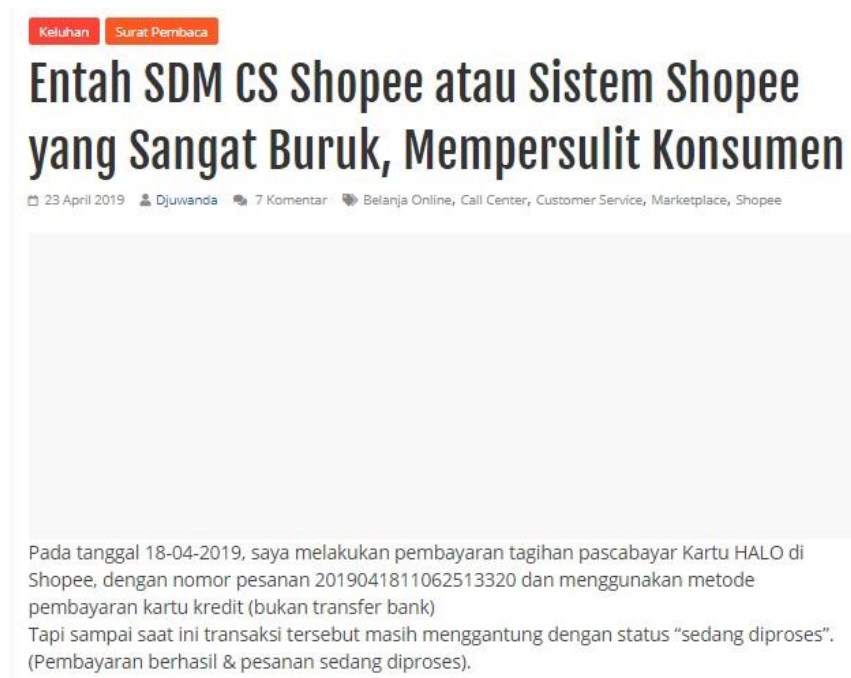 Keluhan Surat Pembaca
Entah SDM CS Shopee atau Sistem Shopee
yang Sangat Buruk, Mempersulit Konsumen
23 April 2019 Djuwanda 7 Komentar Belanja Online, Call Center, Customer Service, Marketplace, Shopee
Pada tanggal 18-04-2019, saya melakukan pembayaran tagihan pascabayar Kartu HALO di
Shopee, dengan nomor pesanan 2019041811062513320 dan menggunakan metode
pembayaran kartu kredit (bukan transfer bank)
Tapi sampai saat ini transaksi tersebut masih menggantung dengan status “sedang diproses”.
(Pembayaran berhasil & pesanan sedang diproses).